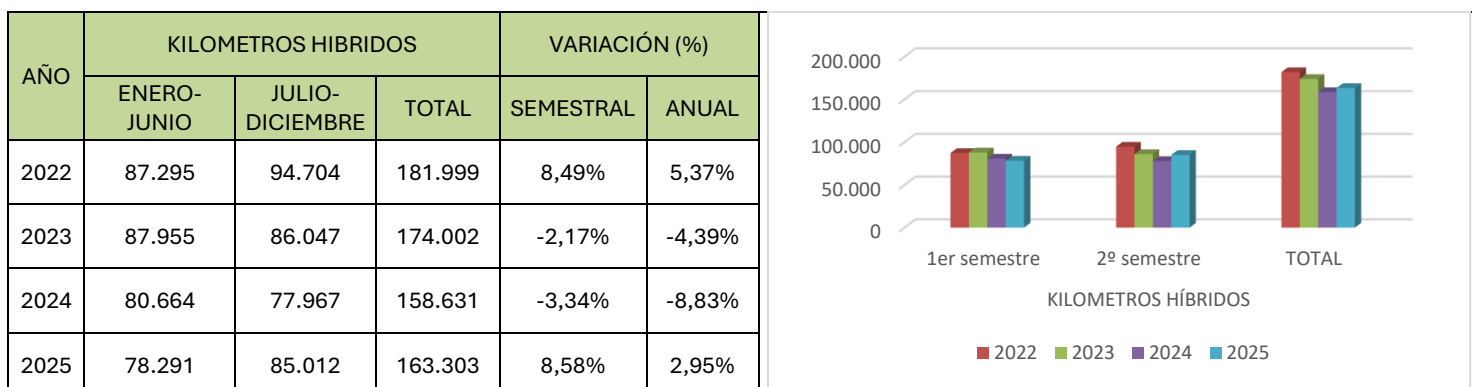 AÑO KILOMETROS HIBRIDOS VARIACIÓN (%)
ENERO-JUNIO JULIO-DICIEMBRE TOTAL SEMESTRAL ANUAL
2022 87.295 94.704 181.999 8,49% 5,37%
2023 87.955 86.047 174.002 -2,17% -4,39%
2024 80.664 77.967 158.631 -3,34% -8,83%
2025 78.291 85.012 163.303 8,58% 2,95%
200.000
150.000
100.000
50.000
0
1er semestre 2º semestre TOTAL
KILOMETROS HÍBRIDOS
2022 2023 2024 2025